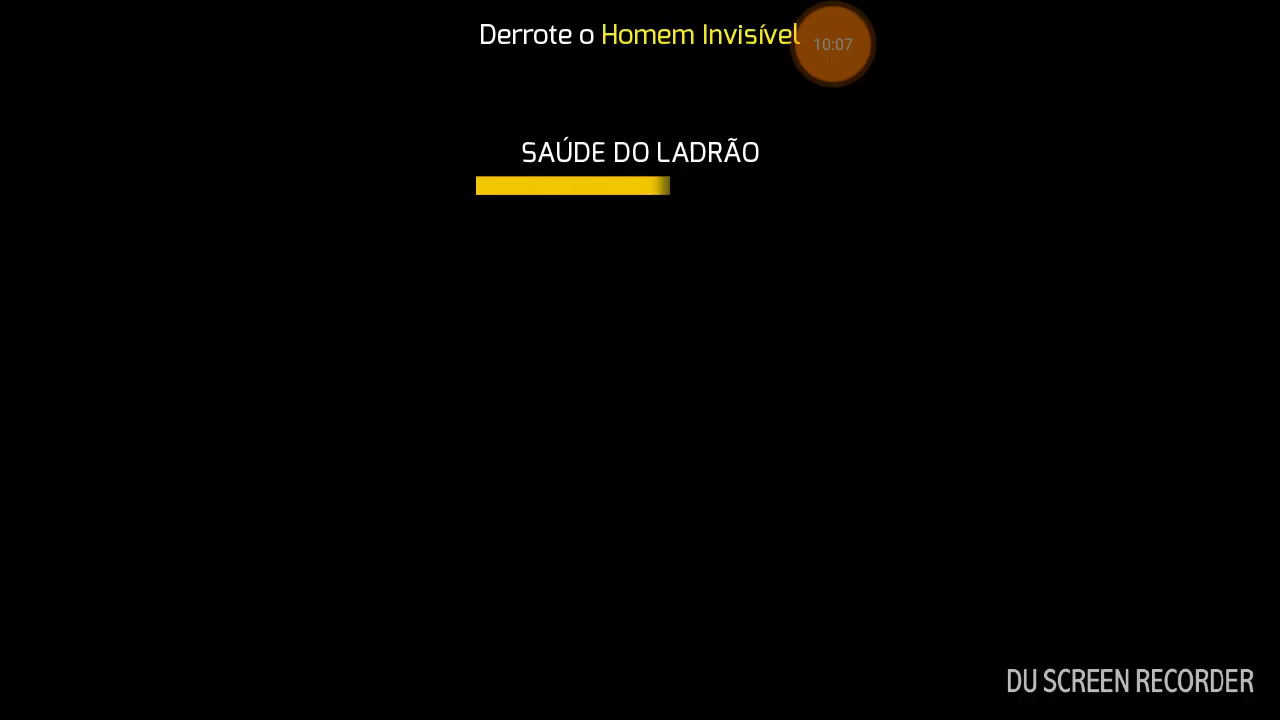 Derrote o Homem Invisível
10:07
SAÚDE DO LADRÃO
DU SCREEN RECORDER